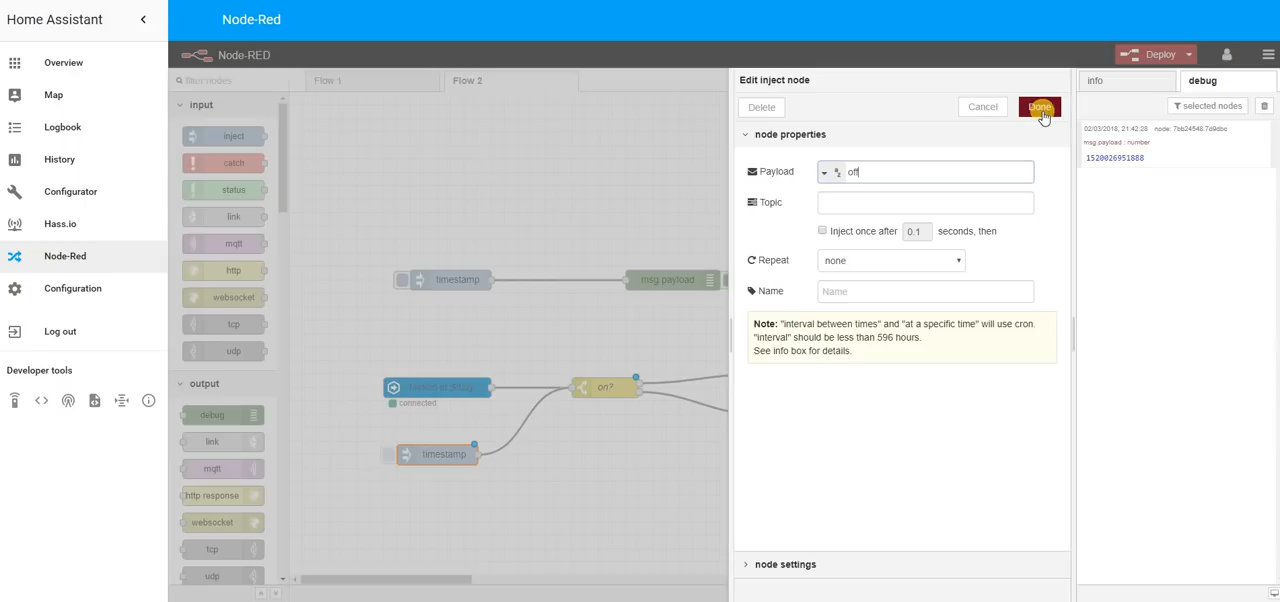 Home Assistant
Node-Red
Overview
Map
Logbook
History
Configurator
Hass.io
Node-Red
Configuration
Log out
Developer tools
Node-RED
Deploy
filter nodes
Flow 1
Flow 2
input
inject
catch
status
link
mqtt
http
websocket
tcp
udp
output
debug
link
mqtt
http response
websocket
tcp
udp
timestamp
msg.payload
connected
on?
timestamp
Edit inject node
Delete
Cancel
Done
node properties
Payload
off
Topic
Inject once after 0.1 seconds, then
Repeat
none
Name
Name
Note: "interval between times" and "at a specific time" will use cron.
"interval" should be less than 596 hours.
See info box for details.
node settings
info
debug
selected nodes
02/03/2018, 21:42:28 node: 7bb24548.7d9dbc
msg.payload : number
1520026951888